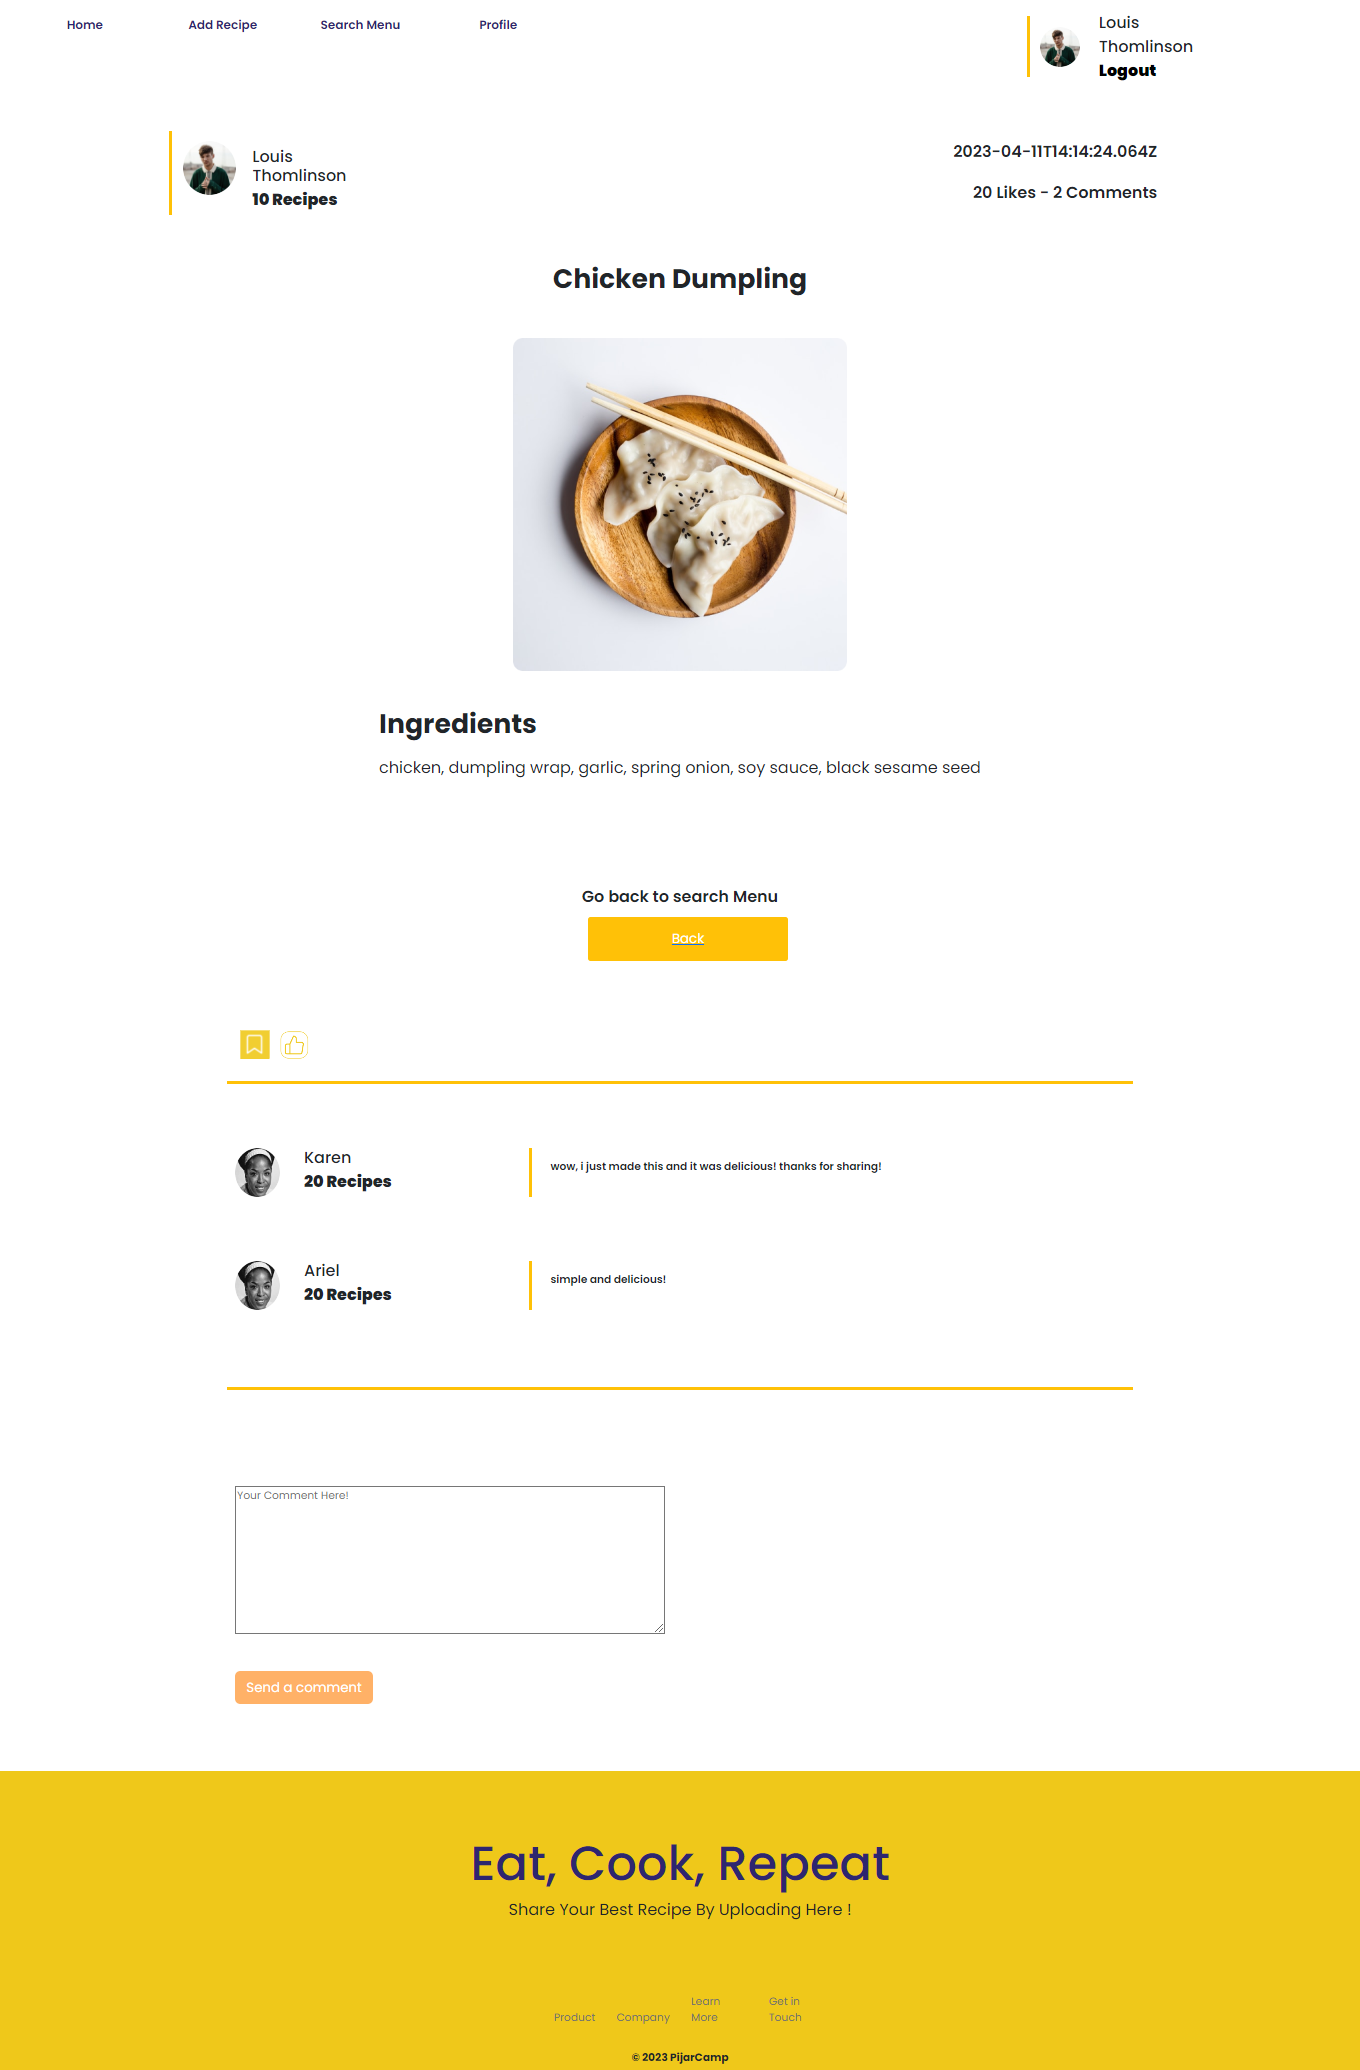 Home Add Recipe Search Menu Profile
Louis
Thomlinson
Logout
Louis
Thomlinson
10 Recipes
2023-04-11T14:14:24.064Z
20 Likes - 2 Comments
Chicken Dumpling
Ingredients
chicken, dumpling wrap, garlic, spring onion, soy sauce, black sesame seed
Go back to search Menu
Back
Karen
20 Recipes
wow, i just made this and it was delicious! thanks for sharing!
Ariel
20 Recipes
simple and delicious!
Your Comment Here!
Send a comment
Eat, Cook, Repeat
Share Your Best Recipe By Uploading Here !
Product
Company
Learn
More
Get in
Touch
© 2023 PijarCamp